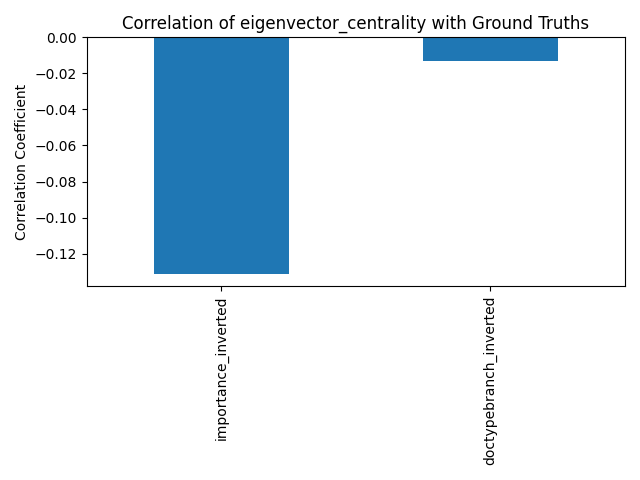 Correlation of eigenvector_centrality with Ground Truths
0.00
−0.02
−0.04
−0.06
−0.08
−0.10
−0.12
Correlation Coefficient
importance_inverted
doctypebranch_inverted